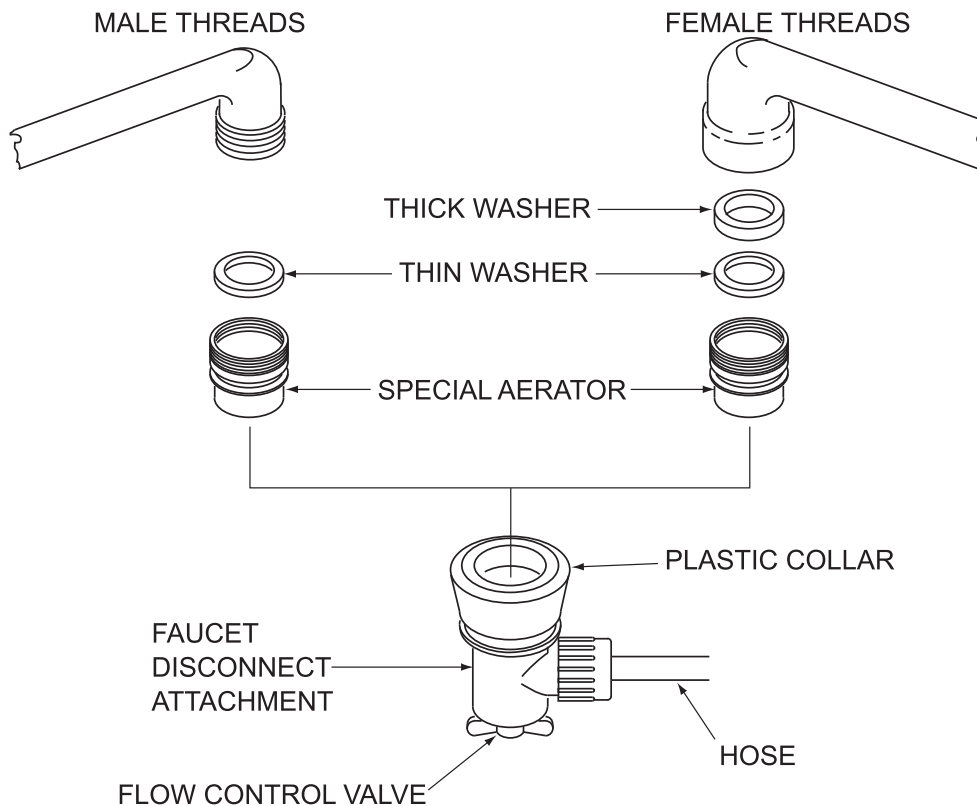 MALE THREADS
FEMALE THREADS
THICK WASHER
THIN WASHER
SPECIAL AERATOR
PLASTIC COLLAR
FAUCET
DISCONNECT
ATTACHMENT
HOSE
FLOW CONTROL VALVE